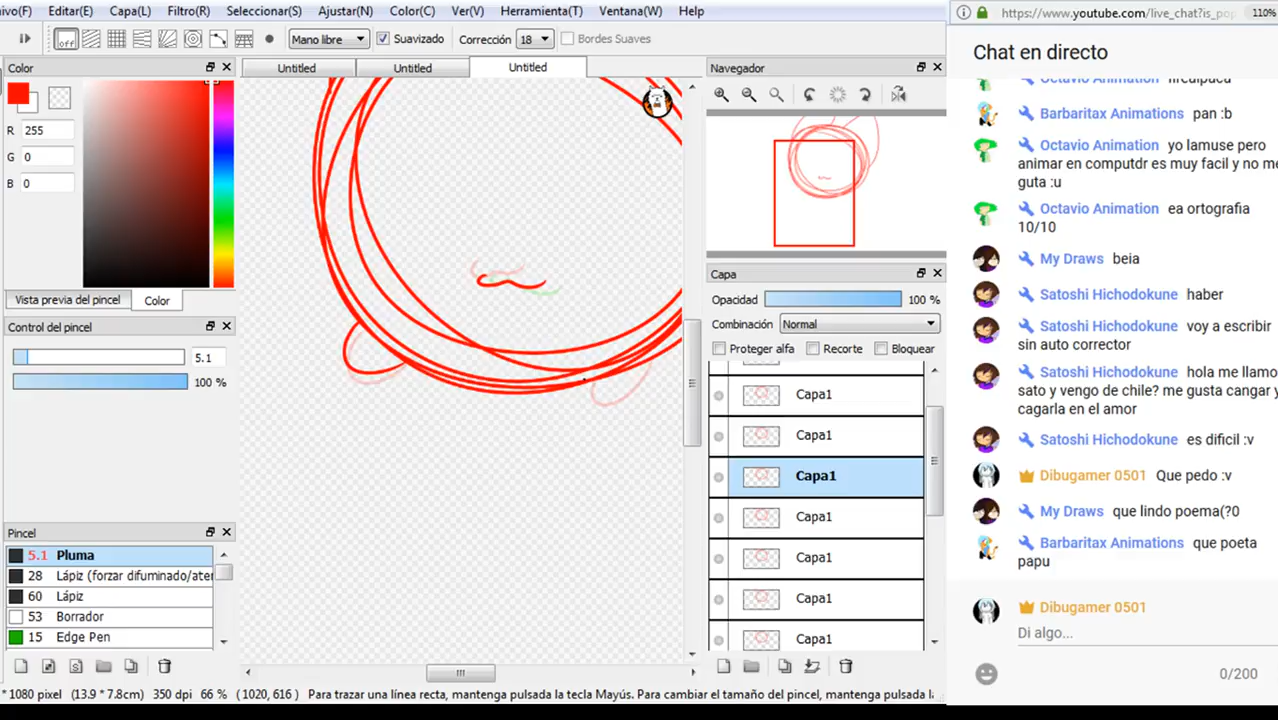 ivo(F) Editar(E) Capa(L) Filtro(R) Seleccionar(S) Ajustar(N) Color(C) Ver(V) Herramienta(T) Ventana(W) Help
off Mano libre Suavizado Corrección 18 Bordes Suaves
Color
R 255
G 0
B 0
Vista previa del pincel Color
Control del pincel
5.1
100 %
Pincel
5.1 Pluma
28 Lápiz (forzar difuminado/ater
60 Lápiz
53 Borrador
15 Edge Pen
Untitled Untitled Untitled
Navegador
Capa
Opacidad 100 %
Combinación Normal
Proteger alfa Recorte Bloquear
Capa1
Capa1
Capa1
Capa1
Capa1
Capa1
Capa1
* 1080 pixel (13.9 * 7.8cm) 350 dpi 66 % (1020, 616) Para trazar una línea recta, mantenga pulsada la tecla Mayús. Para cambiar el tamaño del pincel, mantenga pulsada l
https://www.youtube.com/live_chat?is_pop 110%
Chat en directo
Octavio Animation firealpaca
Barbaritax Animations pan :b
Octavio Animation yo lamuse pero
animar en computdr es muy facil y no me
guta :u
Octavio Animation ea ortografia
10/10
My Draws beia
Satoshi Hichodokune haber
Satoshi Hichodokune voy a escribir
sin auto corrector
Satoshi Hichodokune hola me llamo
sato y vengo de chile? me gusta cangar y
cagarla en el amor
Satoshi Hichodokune es dificil :v
Dibugamer 0501 Que pedo :v
My Draws que lindo poema(?0
Barbaritax Animations que poeta
papu
Dibugamer 0501
Di algo...
0/200